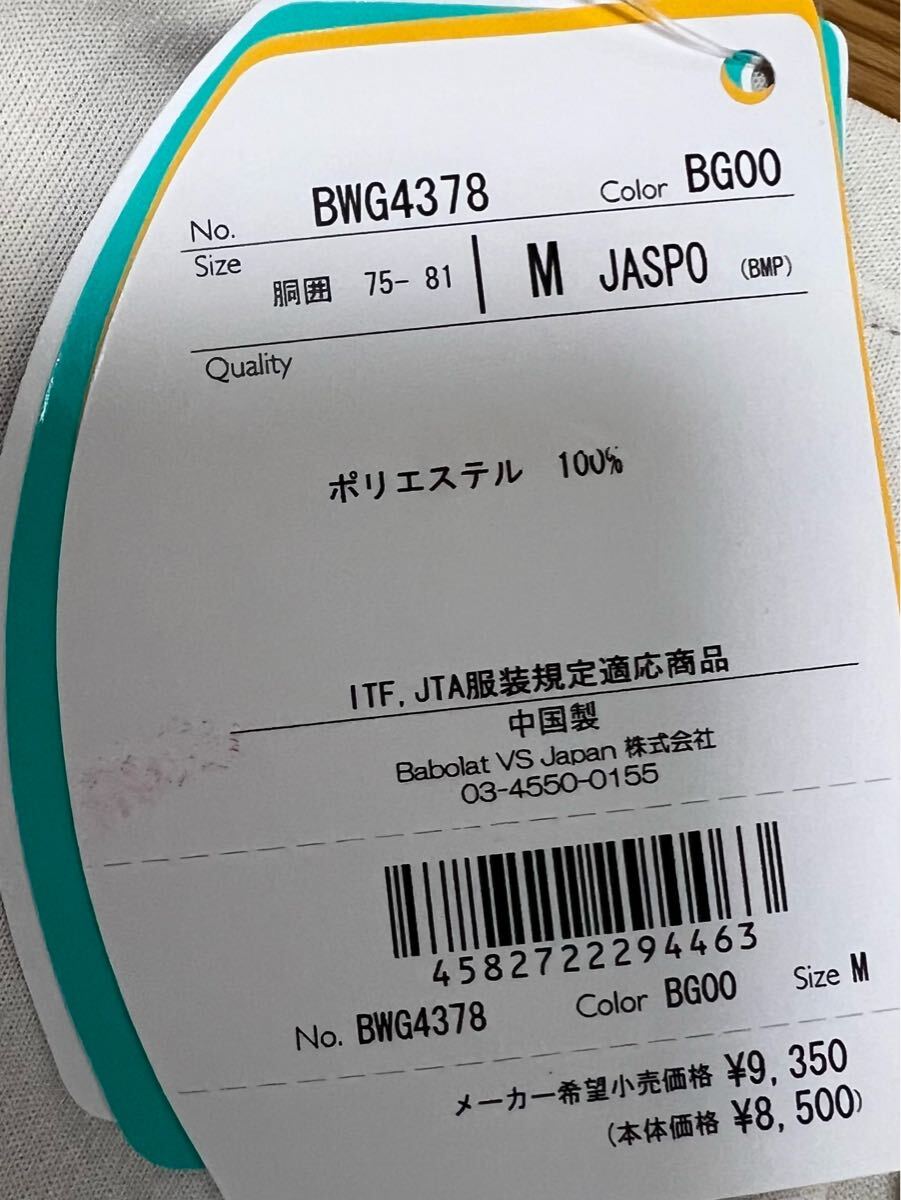 No. BWG4378 Color BG00
Size 胴囲 75- 81 M JASPO (BMP)
Quality
ポリエステル 100%
ITF, JTA服装規定適応商品
中国製
Babolat VS Japan 株式会社
03-4550-0155
4582722294463
No. BWG4378 Color BG00 Size M
メーカー希望小売価格 ¥9,350
(本体価格 ¥8,500)